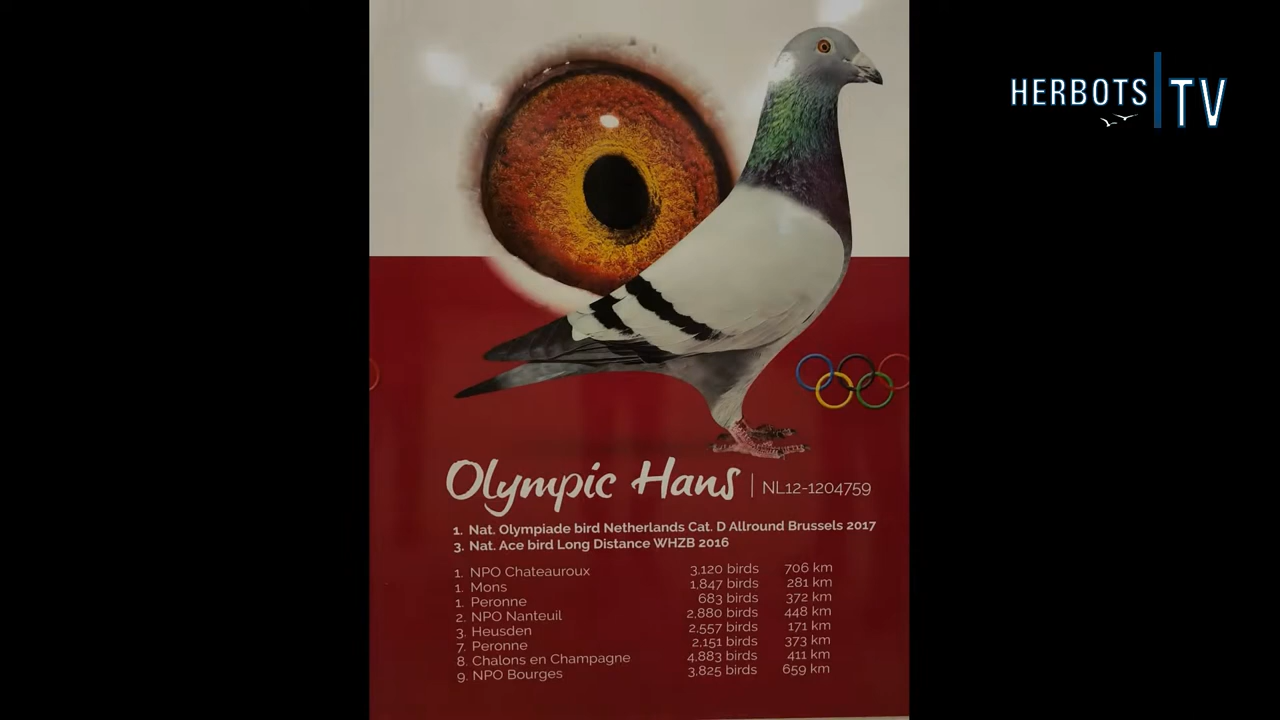 HERBOTS TV
Olympic Hans | NL12-1204759
1. Nat. Olympiade bird Netherlands Cat. D Allround Brussels 2017
3. Nat. Ace bird Long Distance WHZB 2016
1. NPO Chateauroux 3,120 birds 706 km
1. Mons 1,847 birds 281 km
1. Peronne 683 birds 372 km
2. NPO Nanteuil 2,880 birds 448 km
3. Heusden 2,557 birds 171 km
7. Peronne 2,151 birds 373 km
8. Chalons en Champagne 4,883 birds 411 km
9. NPO Bourges 3,825 birds 659 km